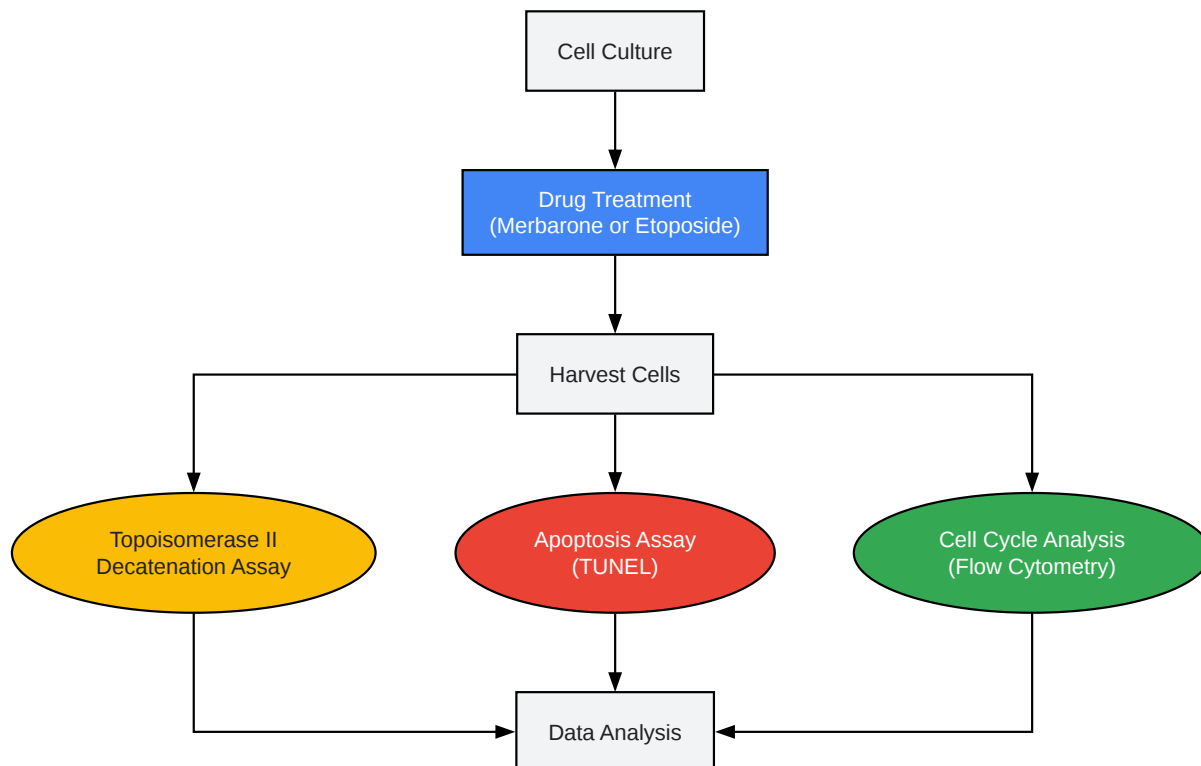 Cell Culture
Drug Treatment
(Merbarone or Etoposide)
Harvest Cells
Topoisomerase II
Decatenation Assay
Apoptosis Assay
(TUNEL)
Cell Cycle Analysis
(Flow Cytometry)
Data Analysis